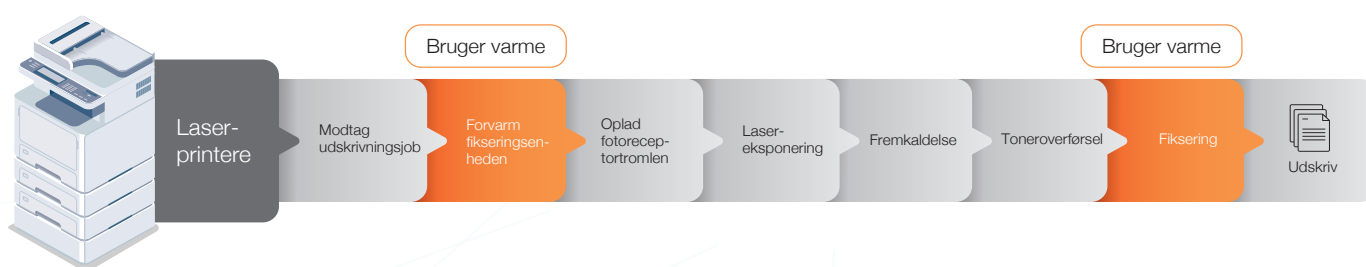 Bruger varme
Bruger varme
Laser-
printere
Modtag
udskrivningsjob
Forvarm
fikseringsen-
heden
Oplad
fotorecep-
tortromlen
Laser-
eksponering
Fremkaldelse
Toneroverførsel
Fiksering
Udskriv